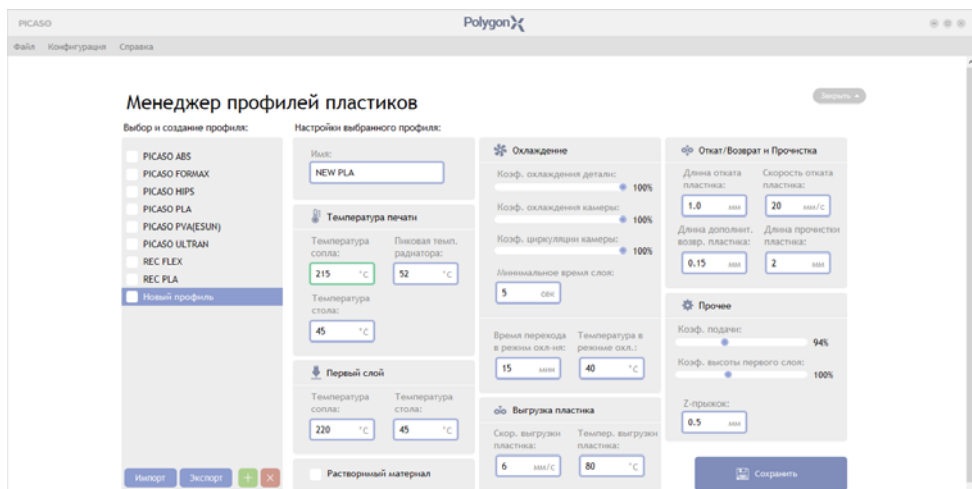 PICASO
PolygonX
Файл Конфигурация Справка
Менеджер профилей пластиков
Закрыть
Выбор и создание профиля:
PICASO ABS
PICASO FORMAX
PICASO HIPS
PICASO PLA
PICASO PVA(ESUN)
PICASO ULTRAN
REC FLEX
REC PLA
Новый профиль
Импорт Экспорт + ×
Настройки выбранного профиля:
Имя:
NEW PLA
Температура печати
Температура сопла:
215 °C
Пиковая темп. радиатора:
52 °C
Температура стола:
45 °C
Первый слой
Температура сопла:
220 °C
Температура стола:
45 °C
Растворимый материал
Охлаждение
Коэф. охлаждения детали:
100%
Коэф. охлаждения камеры:
100%
Коэф. циркуляции камеры:
100%
Минимальное время слоя:
5 сек
Время перехода в режим охл-ия:
15 мин
Температура в режиме охл.:
40 °C
Выгрузка пластика
Скор. выгрузки пластика:
6 мм/с
Темпер. выгрузки пластика:
80 °C
Откат/Возврат и Прочистка
Длина отката пластика:
1.0 мм
Скорость отката пластика:
20 мм/с
Длина дополнит. возвр. пластика:
0.15 мм
Длина прочистки пластика:
2 мм
Прочее
Коэф. подачи:
94%
Коэф. высоты первого слоя:
100%
Z-прыжок:
0.5 мм
Сохранить